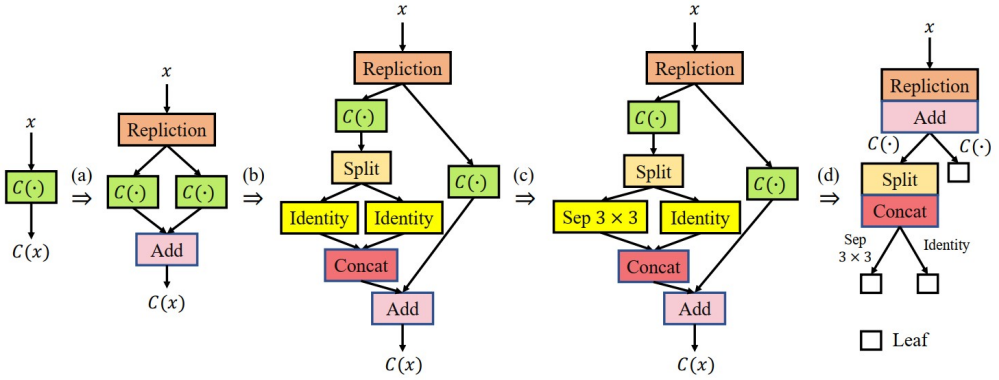 x
C(·)
C(x)
(a)
⇒
x
Repliction
C(·) C(·)
Add
C(x)
(b)
⇒
x
Repliction
C(·)
Split
C(·)
Identity Identity
Concat
Add
C(x)
(c)
⇒
x
Repliction
C(·)
Split
C(·)
Sep 3 × 3 Identity
Concat
Add
C(x)
(d)
⇒
x
Repliction
Add
C(·) C(·)
Split
Concat
Sep
3 × 3
Identity
Leaf